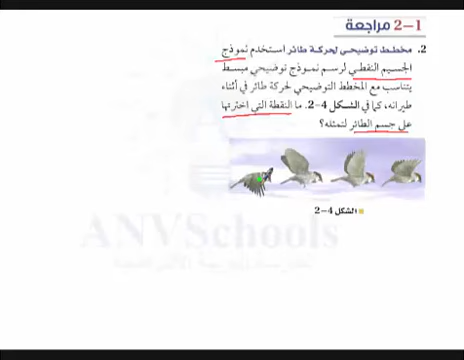 2-1 مراجعة
2. مخطط توضيحي لحركة طائر استخدم نموذج
الجسيم النقطي لرسم نموذج توضيحي مبسط
يتناسب مع المخطط التوضيحي لحركة طائر في أثناء
طيرانه، كما في الشكل 4-2. ما النقطة التي اخترتها
على جسم الطائر لتمثله؟
الشكل 4-2
ANVSchools